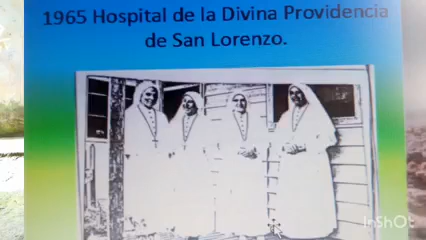 1965 Hospital de la Divina Providencia
de San Lorenzo.
InShOt